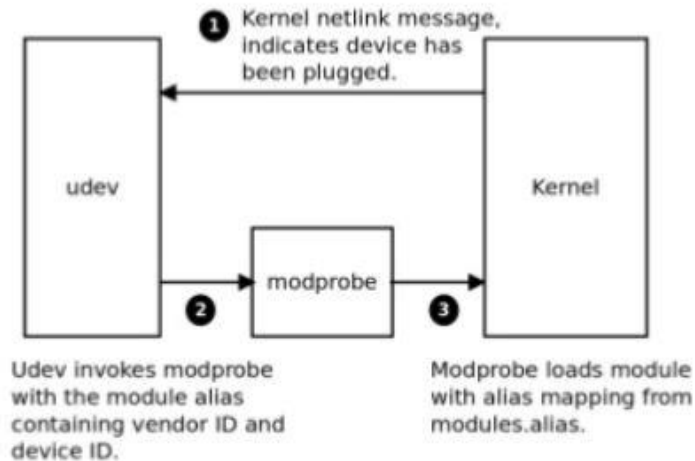 1 Kernel netlink message,
indicates device has
been plugged.
udev
Kernel
modprobe
2
3
Udev invokes modprobe
with the module alias
containing vendor ID and
device ID.
Modprobe loads module
with alias mapping from
modules.alias.